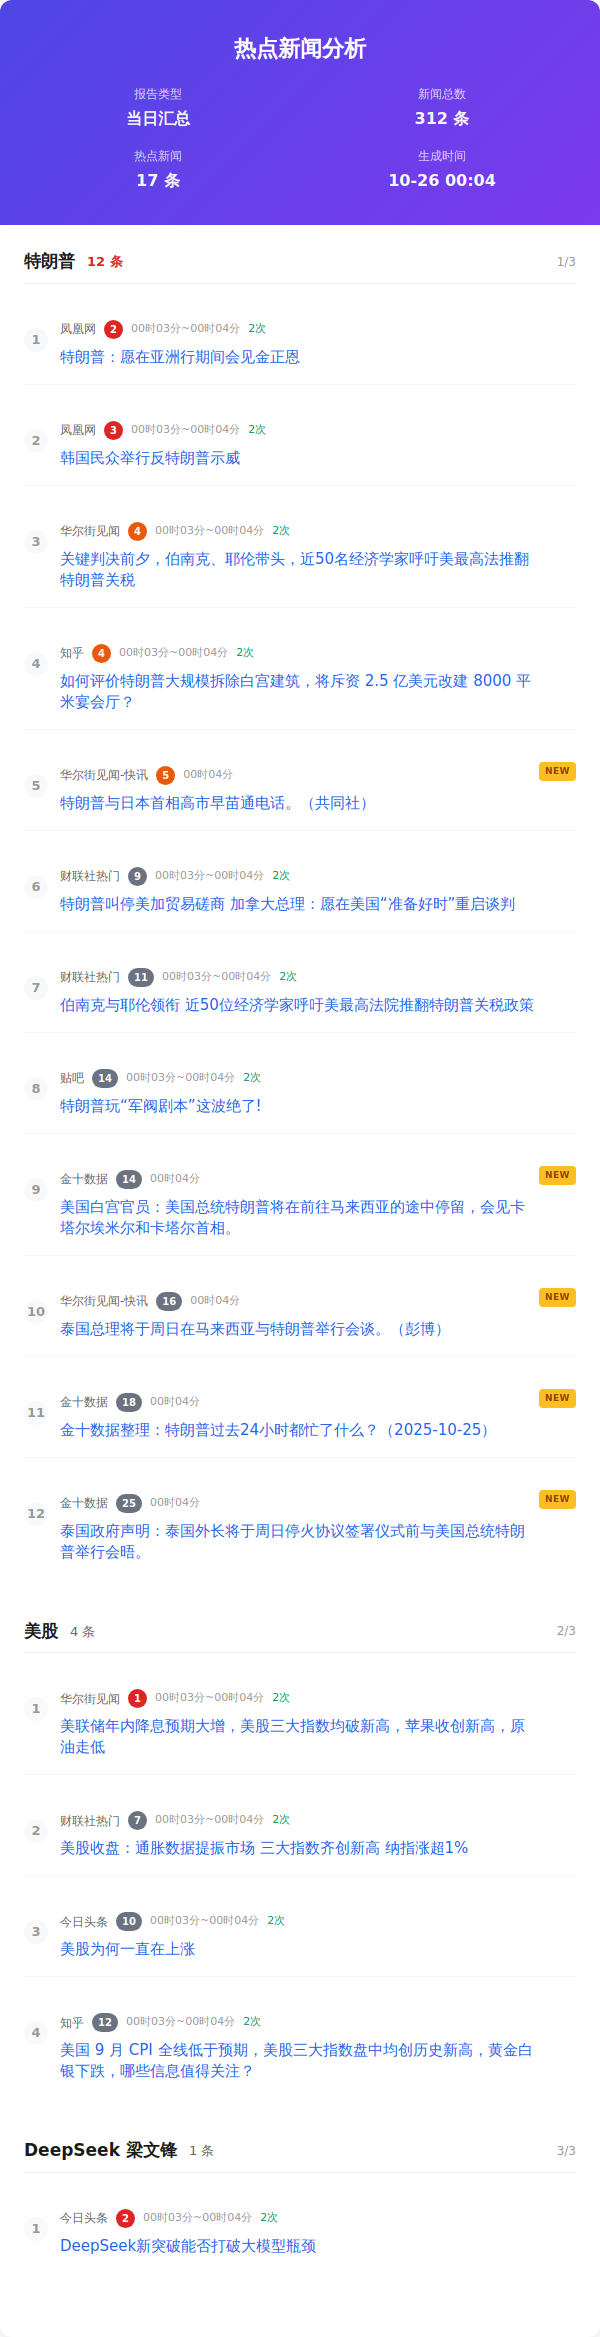 热点新闻分析
报告类型
当日汇总
新闻总数
312 条
热点新闻
17 条
生成时间
10-26 00:04
特朗普 12 条 1/3
1 凤凰网 2 00时03分~00时04分 2次
特朗普：愿在亚洲行期间会见金正恩
2 凤凰网 3 00时03分~00时04分 2次
韩国民众举行反特朗普示威
3 华尔街见闻 4 00时03分~00时04分 2次
关键判决前夕，伯南克、耶伦带头，近50名经济学家呼吁美最高法推翻
特朗普关税
4 知乎 4 00时03分~00时04分 2次
如何评价特朗普大规模拆除白宫建筑，将斥资 2.5 亿美元改建 8000 平
米宴会厅？
5 华尔街见闻-快讯 5 00时04分 NEW
特朗普与日本首相高市早苗通电话。（共同社）
6 财联社热门 9 00时03分~00时04分 2次
特朗普叫停美加贸易磋商 加拿大总理：愿在美国“准备好时”重启谈判
7 财联社热门 11 00时03分~00时04分 2次
伯南克与耶伦领衔 近50位经济学家呼吁美最高法院推翻特朗普关税政策
8 贴吧 14 00时03分~00时04分 2次
特朗普玩“军阀剧本”这波绝了!
9 金十数据 14 00时04分 NEW
美国白宫官员：美国总统特朗普将在前往马来西亚的途中停留，会见卡
塔尔埃米尔和卡塔尔首相。
10 华尔街见闻-快讯 16 00时04分 NEW
泰国总理将于周日在马来西亚与特朗普举行会谈。（彭博）
11 金十数据 18 00时04分 NEW
金十数据整理：特朗普过去24小时都忙了什么？（2025-10-25）
12 金十数据 25 00时04分 NEW
泰国政府声明：泰国外长将于周日停火协议签署仪式前与美国总统特朗
普举行会晤。
美股 4 条 2/3
1 华尔街见闻 1 00时03分~00时04分 2次
美联储年内降息预期大增，美股三大指数均破新高，苹果收创新高，原
油走低
2 财联社热门 7 00时03分~00时04分 2次
美股收盘：通胀数据提振市场 三大指数齐创新高 纳指涨超1%
3 今日头条 10 00时03分~00时04分 2次
美股为何一直在上涨
4 知乎 12 00时03分~00时04分 2次
美国 9 月 CPI 全线低于预期，美股三大指数盘中均创历史新高，黄金白
银下跌，哪些信息值得关注？
DeepSeek 梁文锋 1 条 3/3
1 今日头条 2 00时03分~00时04分 2次
DeepSeek新突破能否打破大模型瓶颈